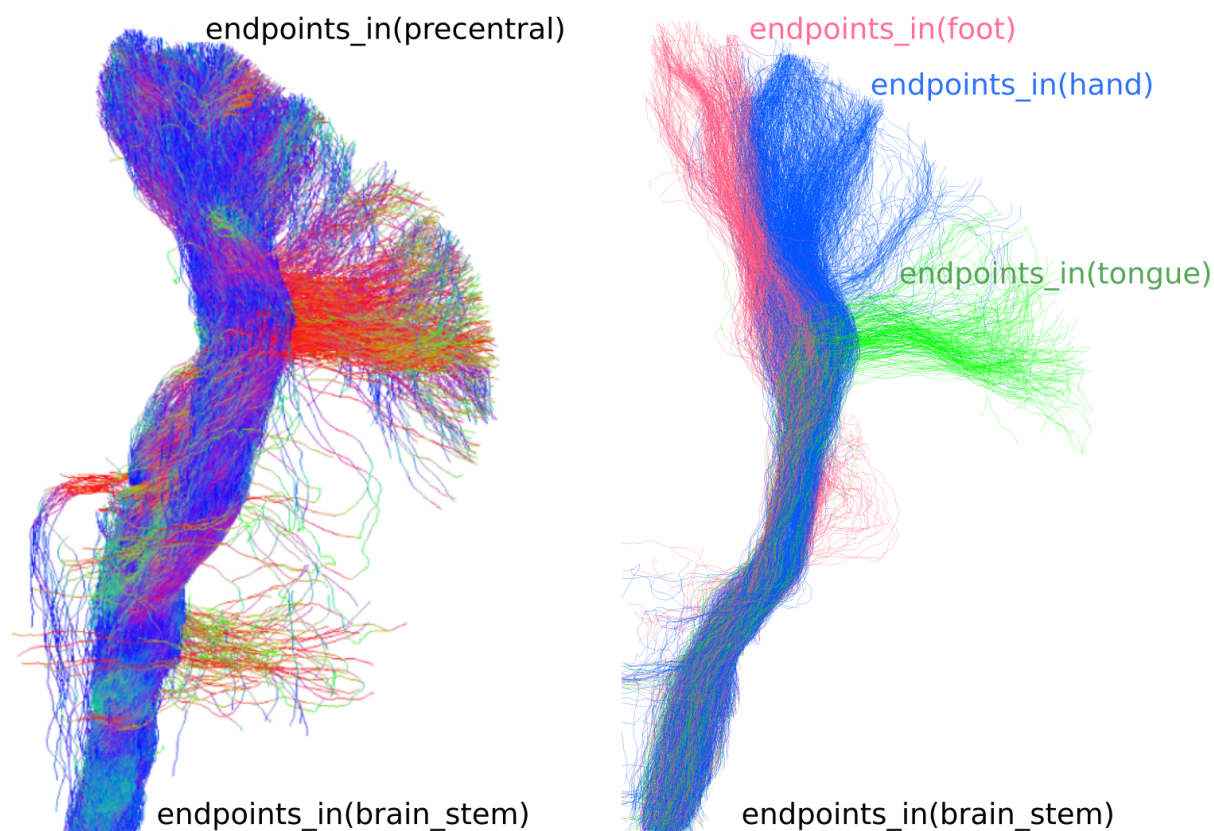 endpoints_in(precentral)
endpoints_in(foot)
endpoints_in(hand)
endpoints_in(tongue)
endpoints_in(brain_stem)
endpoints_in(brain_stem)